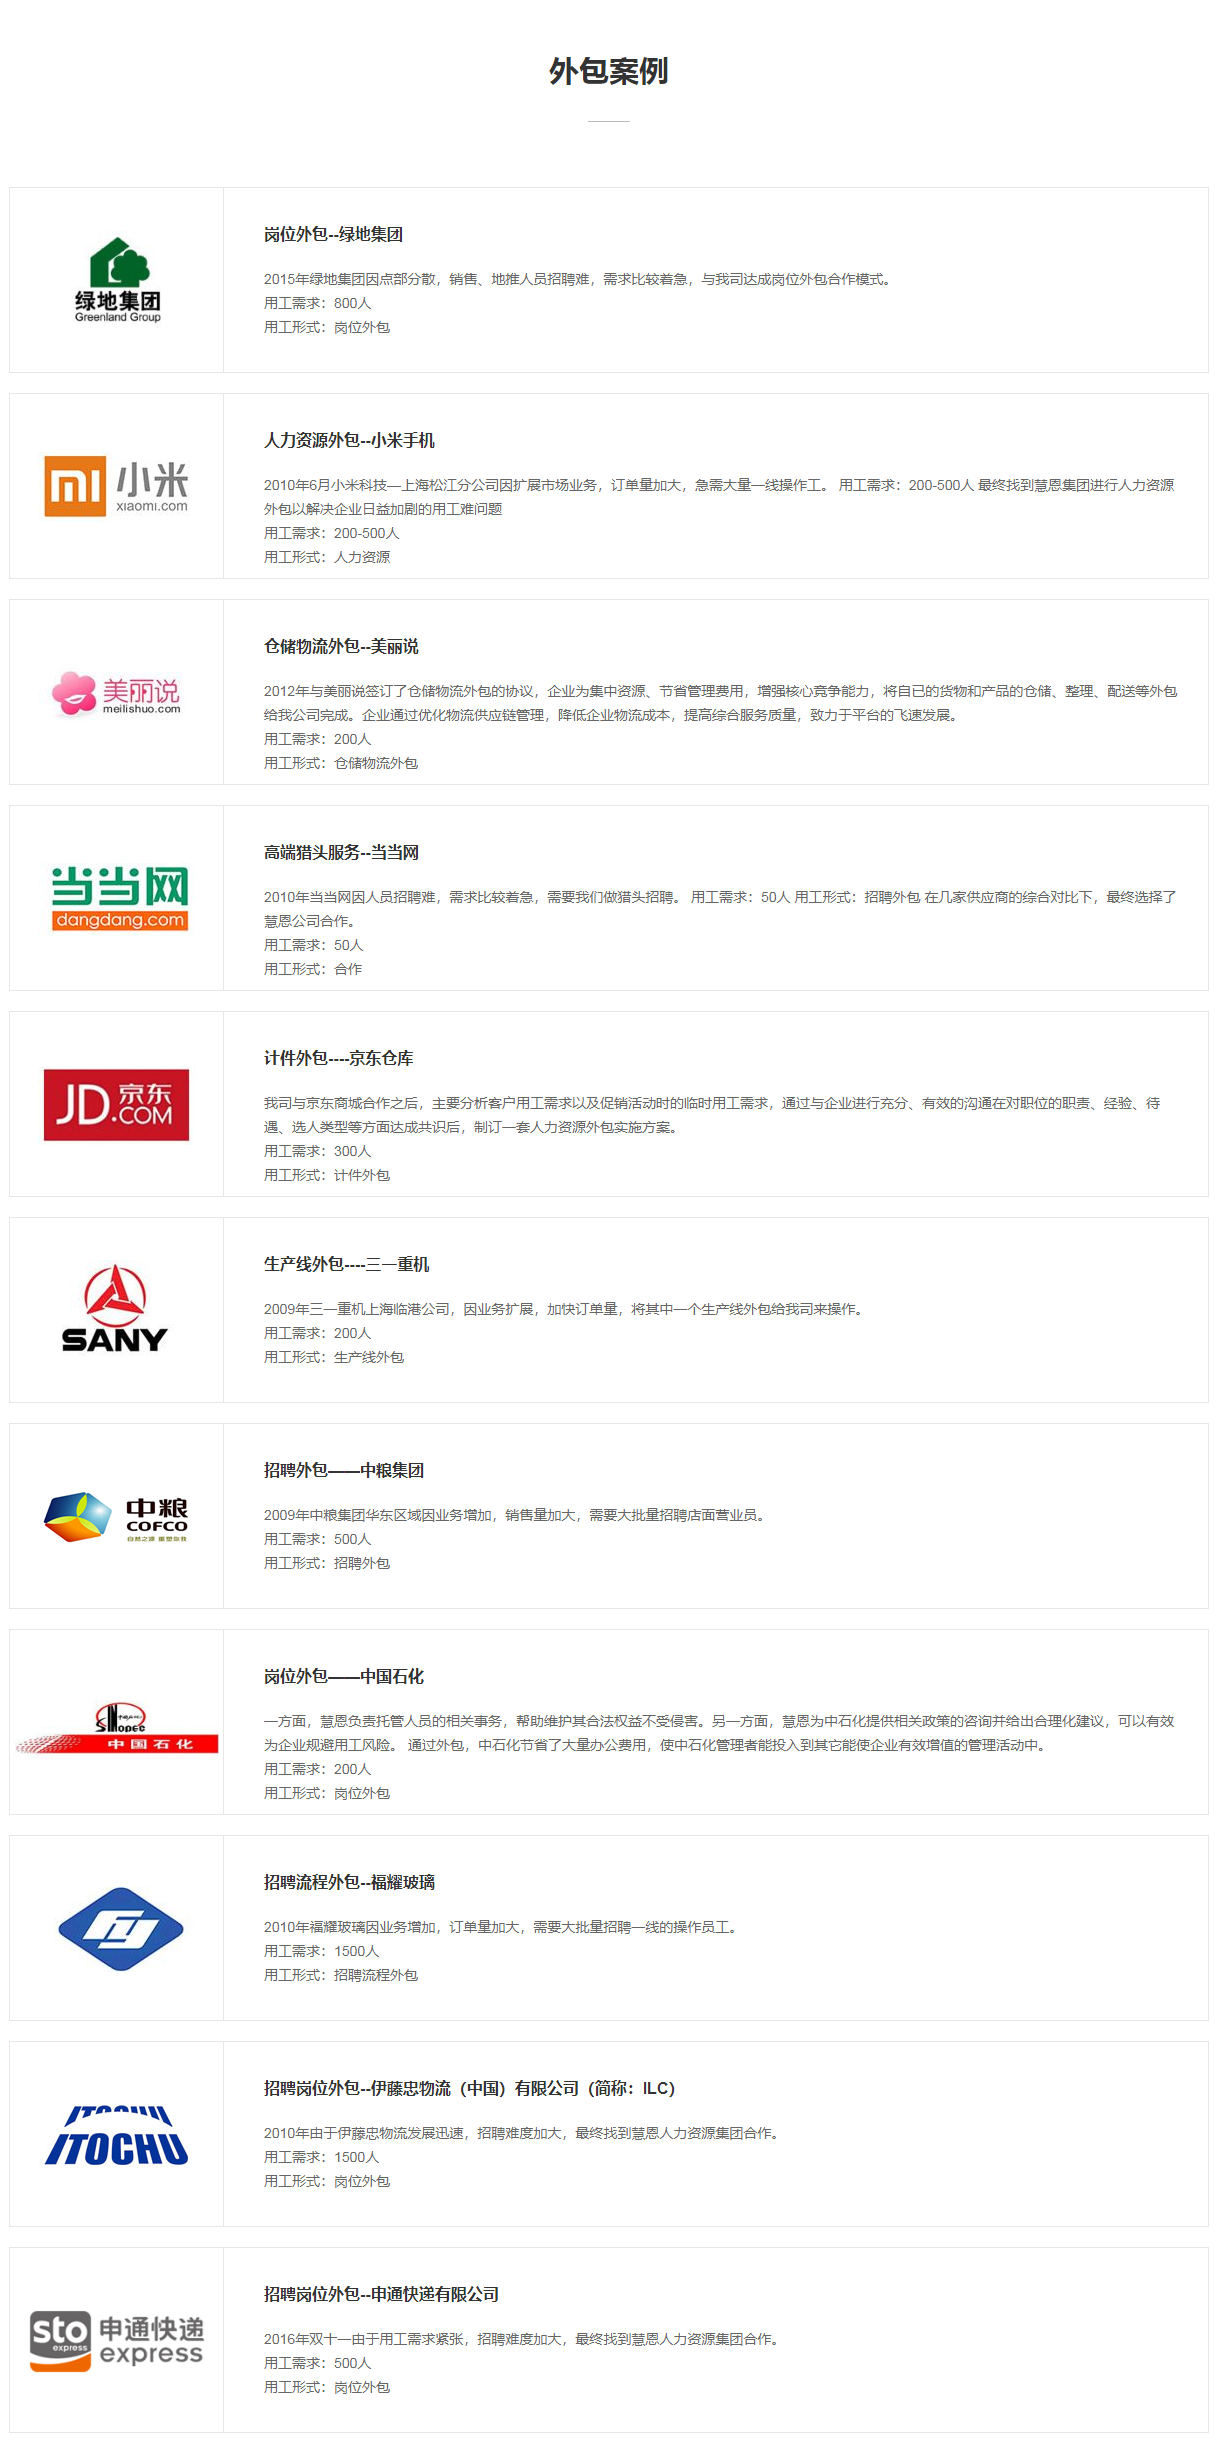 外包案例
绿地集团
Greenland Group
岗位外包--绿地集团
2015年绿地集团因点部分散，销售、地推人员招聘难，需求比较着急，与我司达成岗位外包合作模式。
用工需求：800人
用工形式：岗位外包
mi 小米
xiaomi.com
人力资源外包--小米手机
2010年6月小米科技—上海松江分公司因扩展市场业务，订单量加大，急需大量一线操作工。 用工需求：200-500人 最终找到慧恩集团进行人力资源
外包以解决企业日益加剧的用工难问题
用工需求：200-500人
用工形式：人力资源
美丽说
meilishuo.com
仓储物流外包--美丽说
2012年与美丽说签订了仓储物流外包的协议，企业为集中资源、节省管理费用，增强核心竞争能力，将自已的货物和产品的仓储、整理、配送等外包
给我公司完成。企业通过优化物流供应链管理，降低企业物流成本，提高综合服务质量，致力于平台的飞速发展。
用工需求：200人
用工形式：仓储物流外包
当当网
dangdang.com
高端猎头服务--当当网
2010年当当网因人员招聘难，需求比较着急，需要我们做猎头招聘。 用工需求：50人 用工形式：招聘外包 在几家供应商的综合对比下，最终选择了
慧恩公司合作。
用工需求：50人
用工形式：合作
JD.COM 京东
计件外包----京东仓库
我司与京东商城合作之后，主要分析客户用工需求以及促销活动时的临时用工需求，通过与企业进行充分、有效的沟通在对职位的职责、经验、待
遇、选人类型等方面达成共识后，制订一套人力资源外包实施方案。
用工需求：300人
用工形式：计件外包
SANY
生产线外包----三一重机
2009年三一重机上海临港公司，因业务扩展，加快订单量，将其中一个生产线外包给我司来操作。
用工需求：200人
用工形式：生产线外包
中粮
COFCO
自然之源 重塑你我
招聘外包——中粮集团
2009年中粮集团华东区域因业务增加，销售量加大，需要大批量招聘店面营业员。
用工需求：500人
用工形式：招聘外包
SINOPEC
中国石化
岗位外包——中国石化
一方面，慧恩负责托管人员的相关事务，帮助维护其合法权益不受侵害。另一方面，慧恩为中石化提供相关政策的咨询并给出合理化建议，可以有效
为企业规避用工风险。 通过外包，中石化节省了大量办公费用，使中石化管理者能投入到其它能使企业有效增值的管理活动中。
用工需求：200人
用工形式：岗位外包
招聘流程外包--福耀玻璃
2010年福耀玻璃因业务增加，订单量加大，需要大批量招聘一线的操作员工。
用工需求：1500人
用工形式：招聘流程外包
ITOCHU
ITOCHU
招聘岗位外包--伊藤忠物流（中国）有限公司（简称：ILC）
2010年由于伊藤忠物流发展迅速，招聘难度加大，最终找到慧恩人力资源集团合作。
用工需求：1500人
用工形式：岗位外包
sto express 申通快递
express
招聘岗位外包--申通快递有限公司
2016年双十一由于用工需求紧张，招聘难度加大，最终找到慧恩人力资源集团合作。
用工需求：500人
用工形式：岗位外包